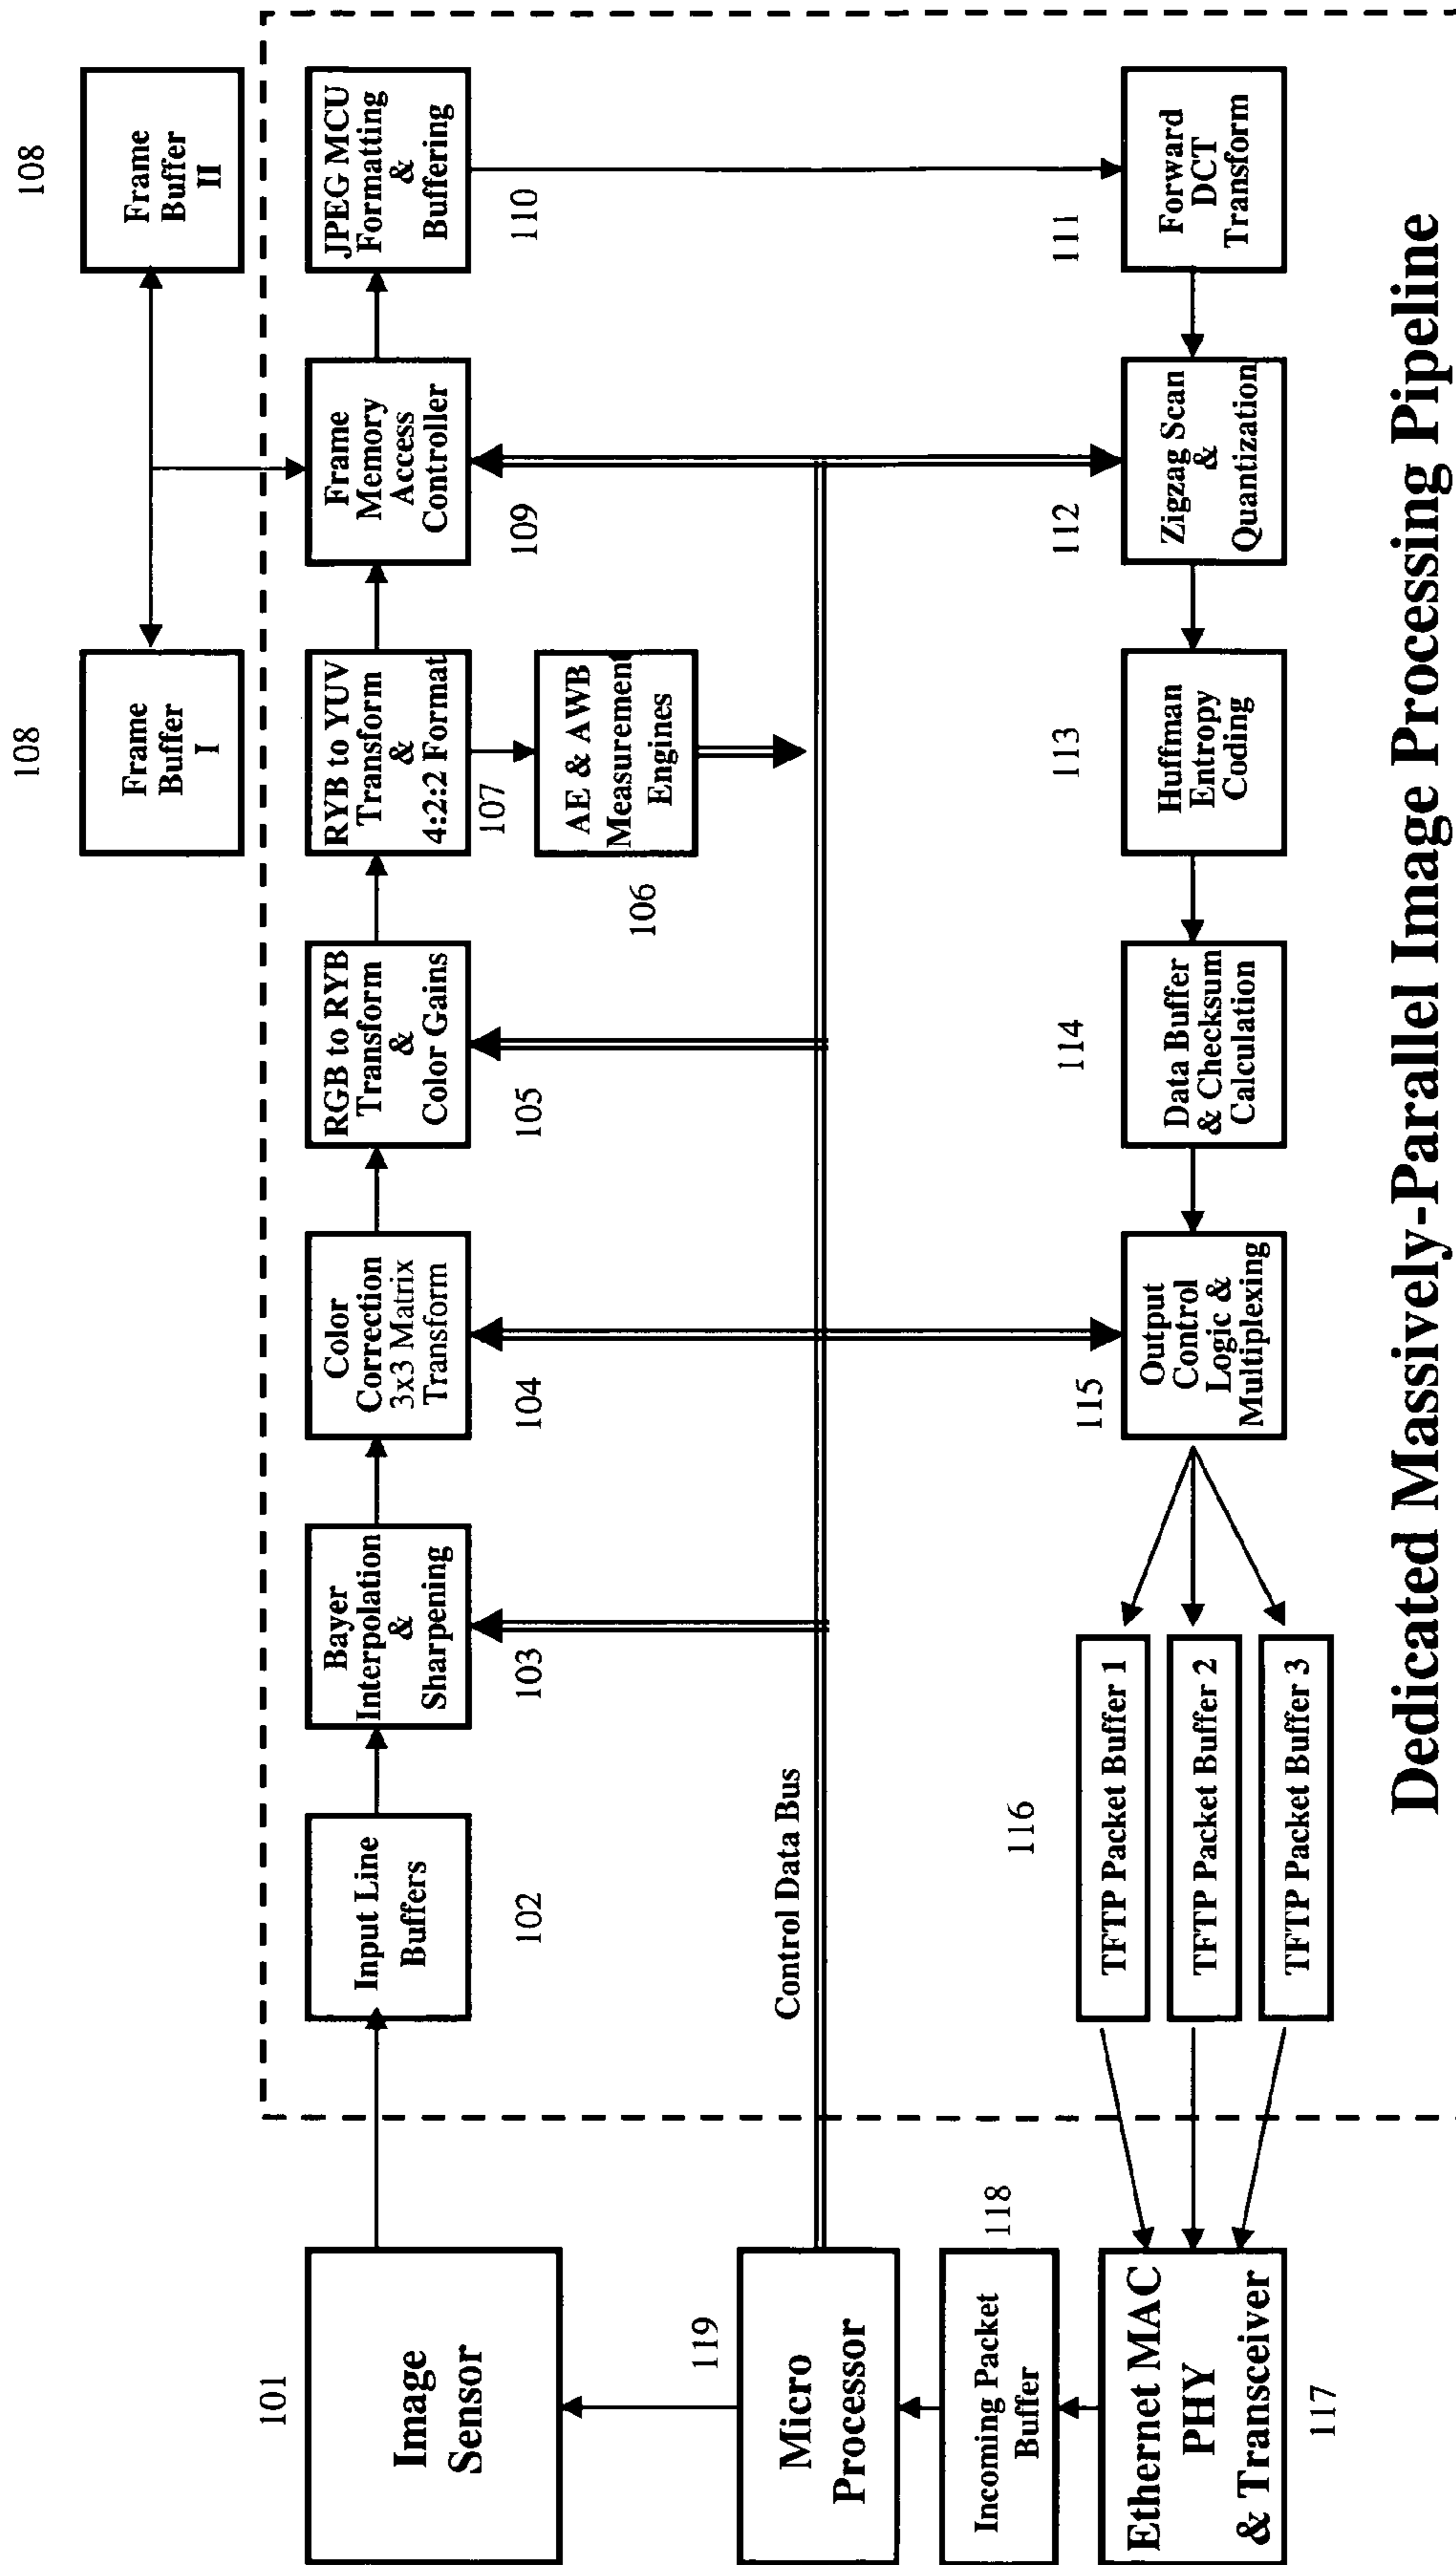 108
108
Frame
Buffer
I
Frame
Buffer
II
101
Image
Sensor
Input Line
Buffers
102
Bayer
Interpolation
&
Sharpening
103
Color
Correction
3x3 Matrix
Transform
104
RGB to RYB
Transform
&
Color Gains
105
RYB to YUV
Transform
&
4:2:2 Format
107
Frame
Memory
Access
Controller
109
JPEG MCU
Formatting
&
Buffering
110
AE & AWB
Measurement
Engines
106
119
Micro
Processor
Control Data Bus
118
Incoming Packet
Buffer
Ethernet MAC
PHY
& Transceiver
117
116
TFTP Packet Buffer 1
TFTP Packet Buffer 2
TFTP Packet Buffer 3
115
Output
Control
Logic &
Multiplexing
114
Data Buffer
& Checksum
Calculation
113
Huffman
Entropy
Coding
112
Zigzag Scan
&
Quantization
111
Forward
DCT
Transform
Dedicated Massively-Parallel Image Processing Pipeline